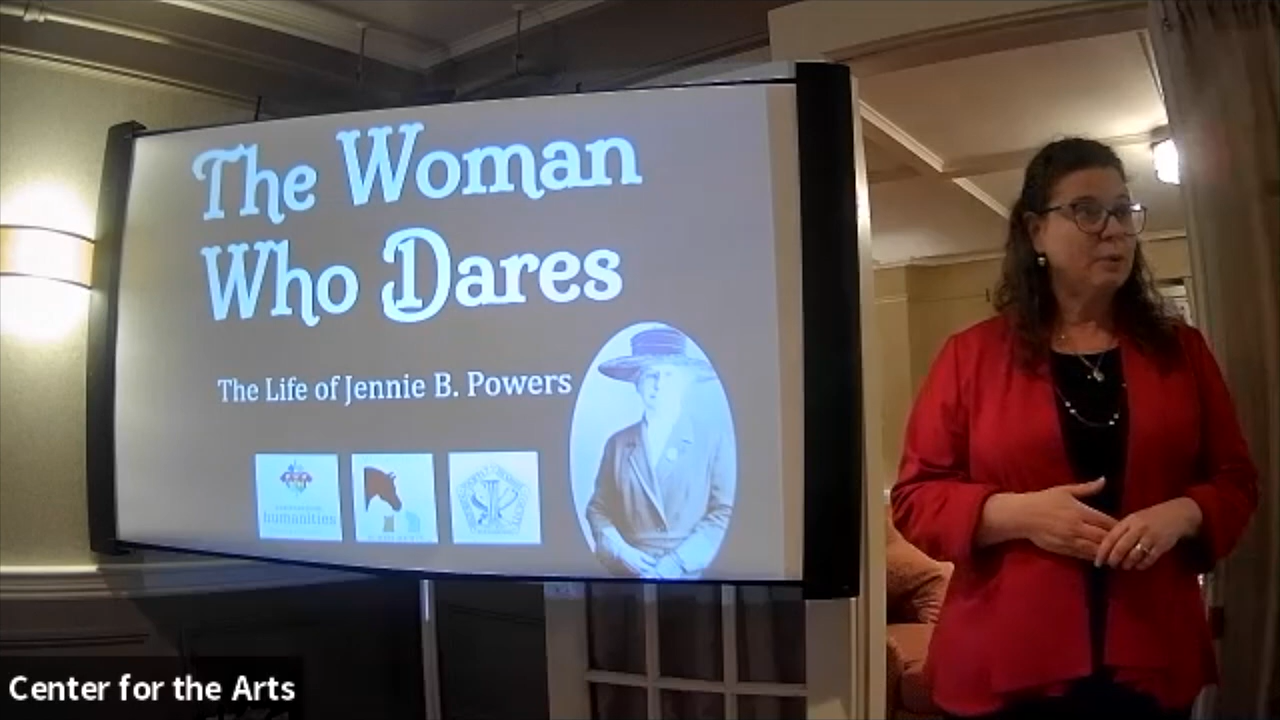 The Woman
Who Dares
The Life of Jennie B. Powers
humanities
Center for the Arts